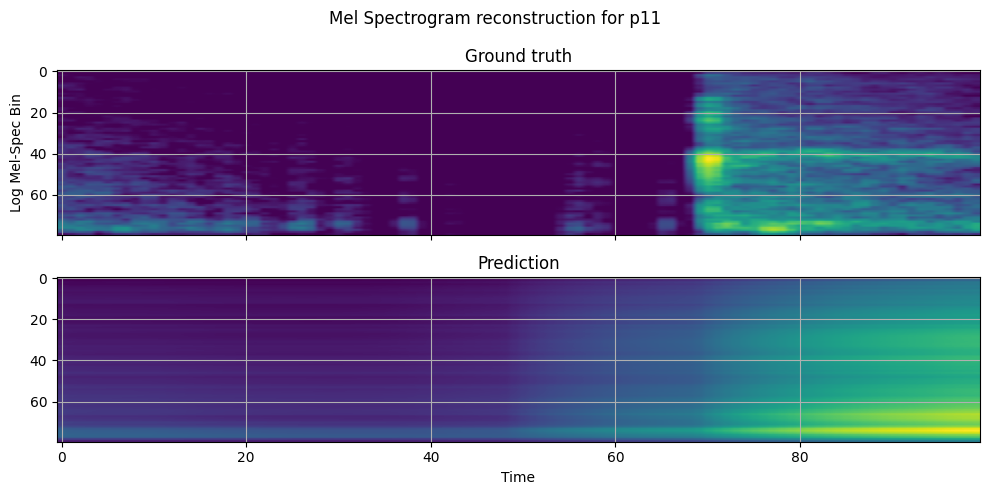 Mel Spectrogram reconstruction for p11
Ground truth
0
20
40
60
Log Mel-Spec Bin
Prediction
0
20
40
60
0 20 40 60 80
Time